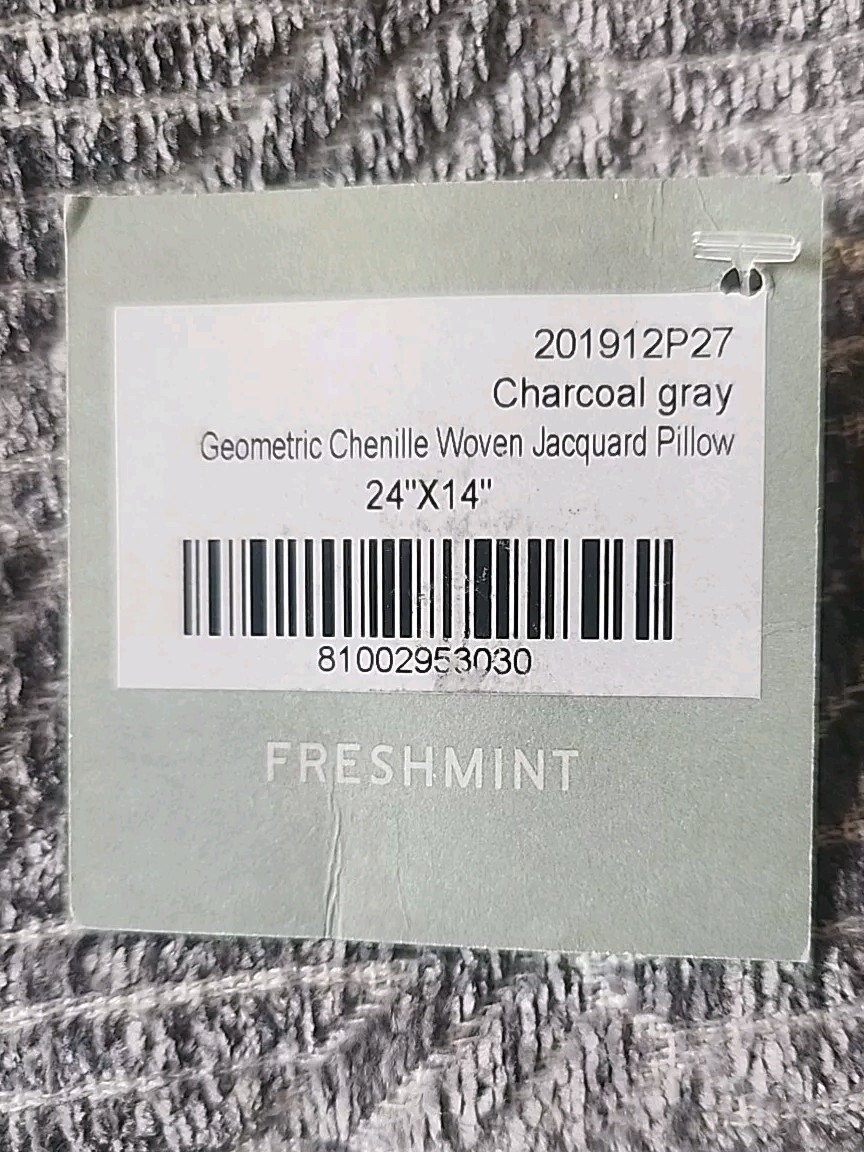 201912P27
Charcoal gray
Geometric Chenille Woven Jacquard Pillow
24"X14"
81002953030
FRESHMINT